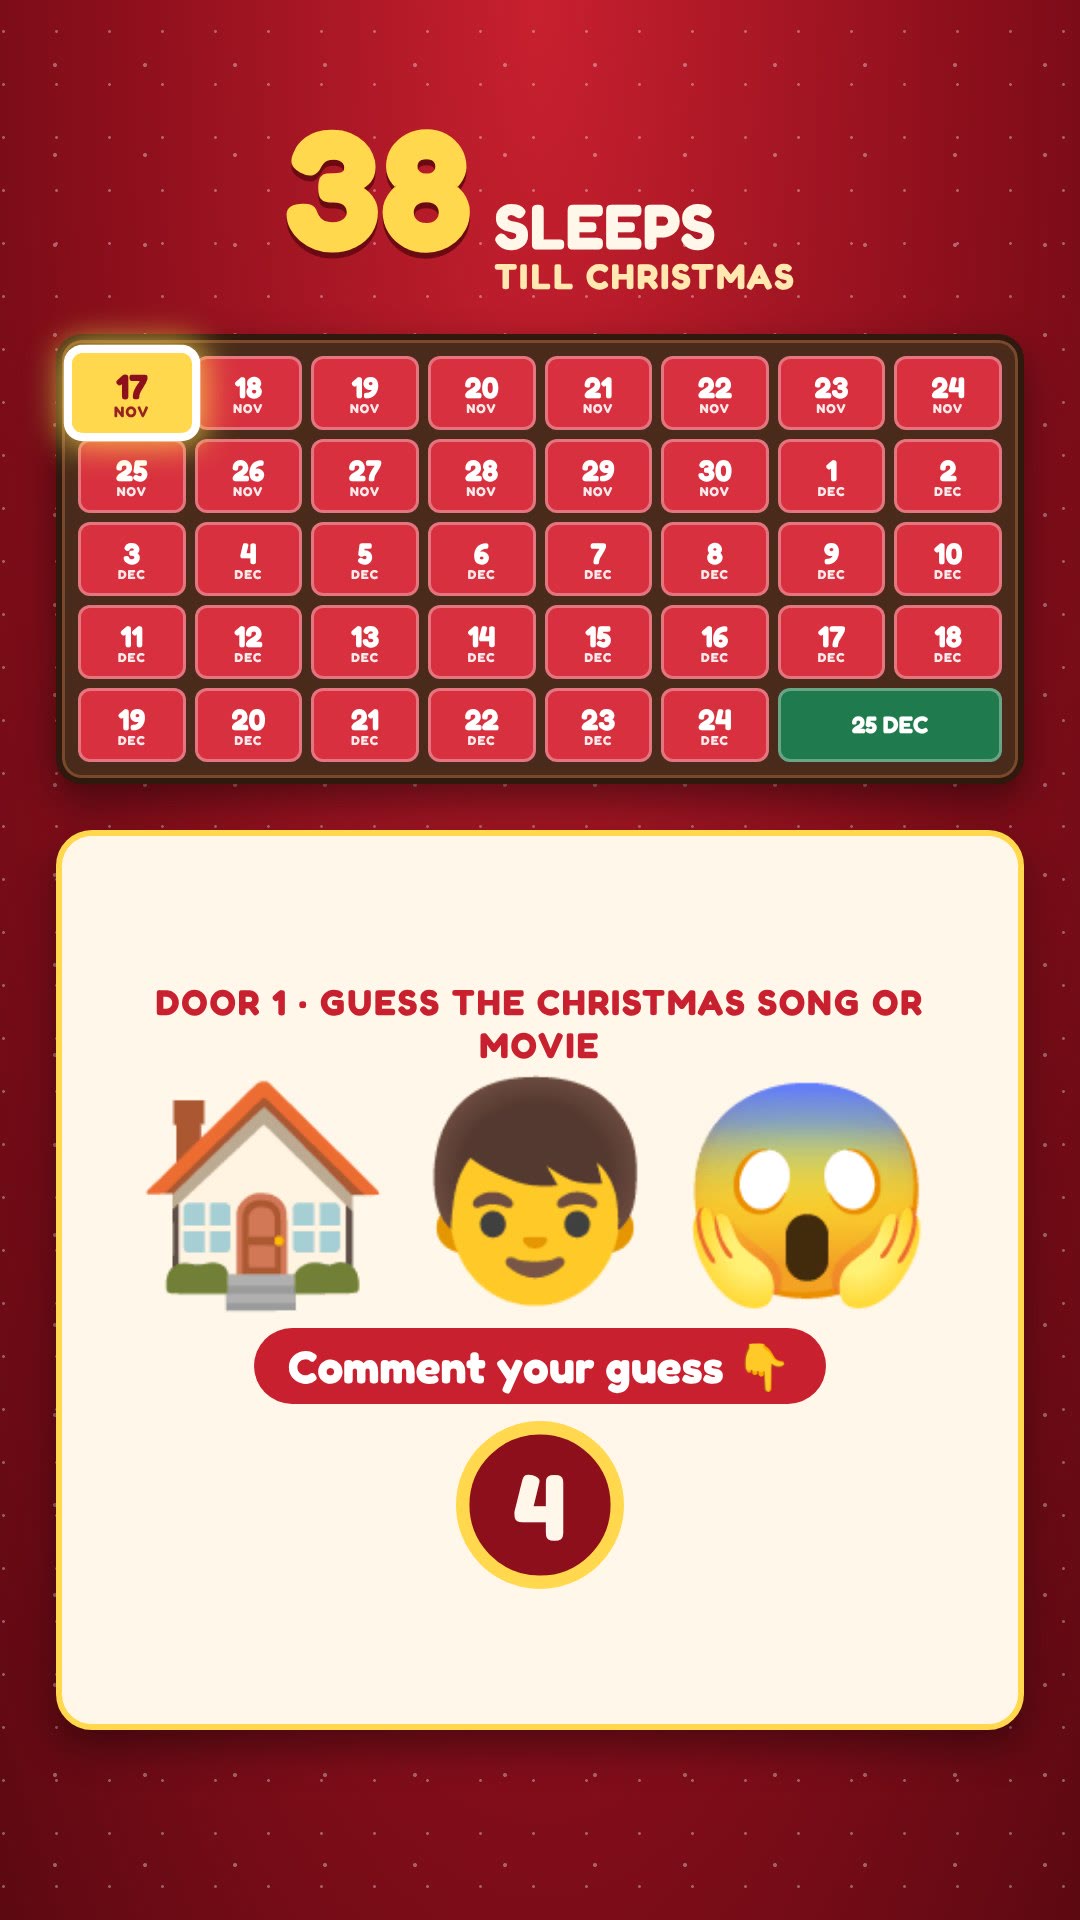 38
SLEEPS
TILL CHRISTMAS
17 NOV
18 NOV
19 NOV
20 NOV
21 NOV
22 NOV
23 NOV
24 NOV
25 NOV
26 NOV
27 NOV
28 NOV
29 NOV
30 NOV
1 DEC
2 DEC
3 DEC
4 DEC
5 DEC
6 DEC
7 DEC
8 DEC
9 DEC
10 DEC
11 DEC
12 DEC
13 DEC
14 DEC
15 DEC
16 DEC
17 DEC
18 DEC
19 DEC
20 DEC
21 DEC
22 DEC
23 DEC
24 DEC
25 DEC
DOOR 1 · GUESS THE CHRISTMAS SONG OR
MOVIE
Comment your guess 👇
4